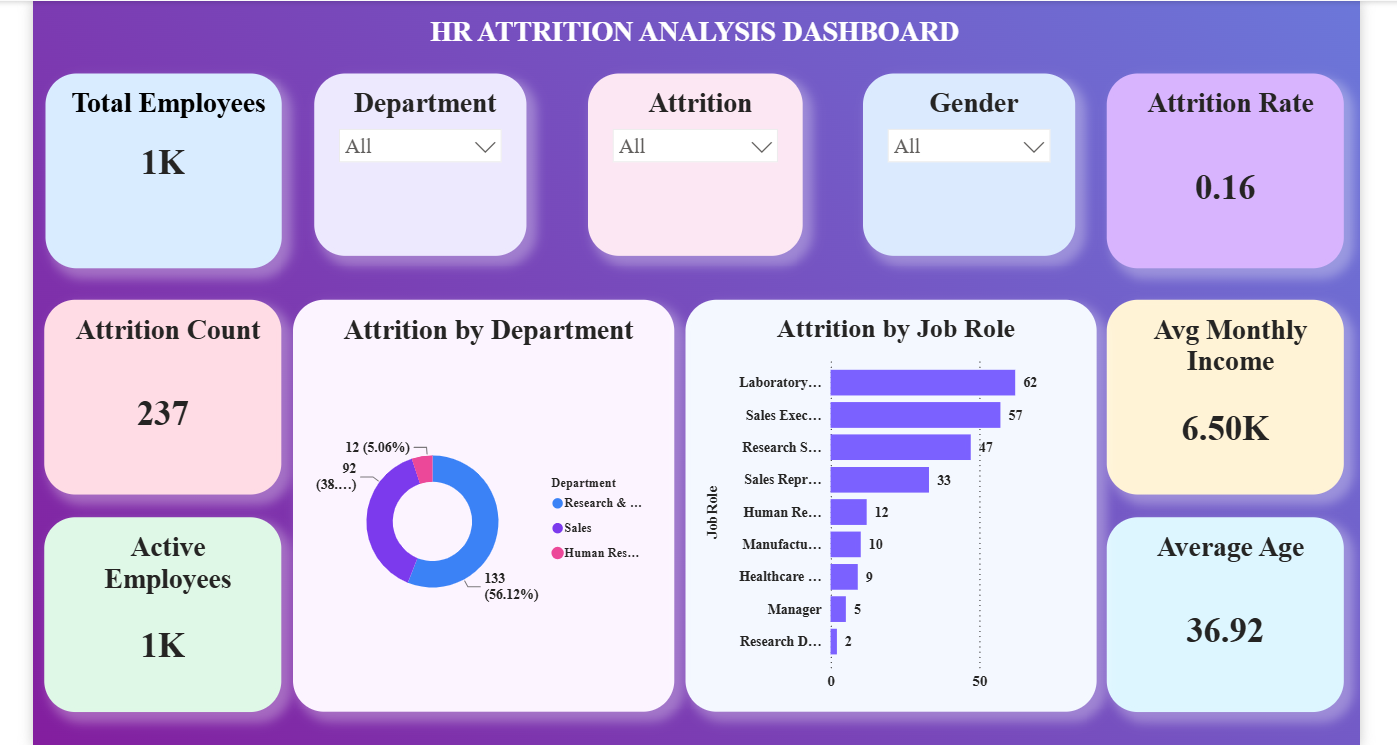 HR ATTRITION ANALYSIS DASHBOARD
Total Employees
1K
Department
All
Attrition
All
Gender
All
Attrition Rate
0.16
Attrition Count
237
Active
Employees
1K
Attrition by Department
12 (5.06%)
92
(38....)
133
(56.12%)
Department
Research & ...
Sales
Human Res...
Attrition by Job Role
Job Role
Laboratory... 62
Sales Exec... 57
Research S... 47
Sales Repr... 33
Human Re... 12
Manufactu... 10
Healthcare ... 9
Manager 5
Research D... 2
0 50
Avg Monthly
Income
6.50K
Average Age
36.92